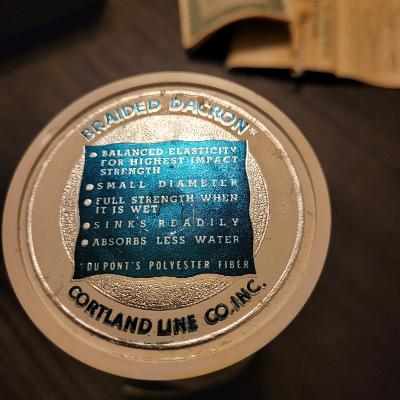 BRAIDED DACRON*
BALANCED ELASTICITY
FOR HIGHEST IMPACT
STRENGTH
SMALL DIAMETER
FULL STRENGTH WHEN
IT IS WET
SINKS READILY
ABSORBS LESS WATER
*DU PONT'S POLYESTER FIBER
CORTLAND LINE CO. INC.